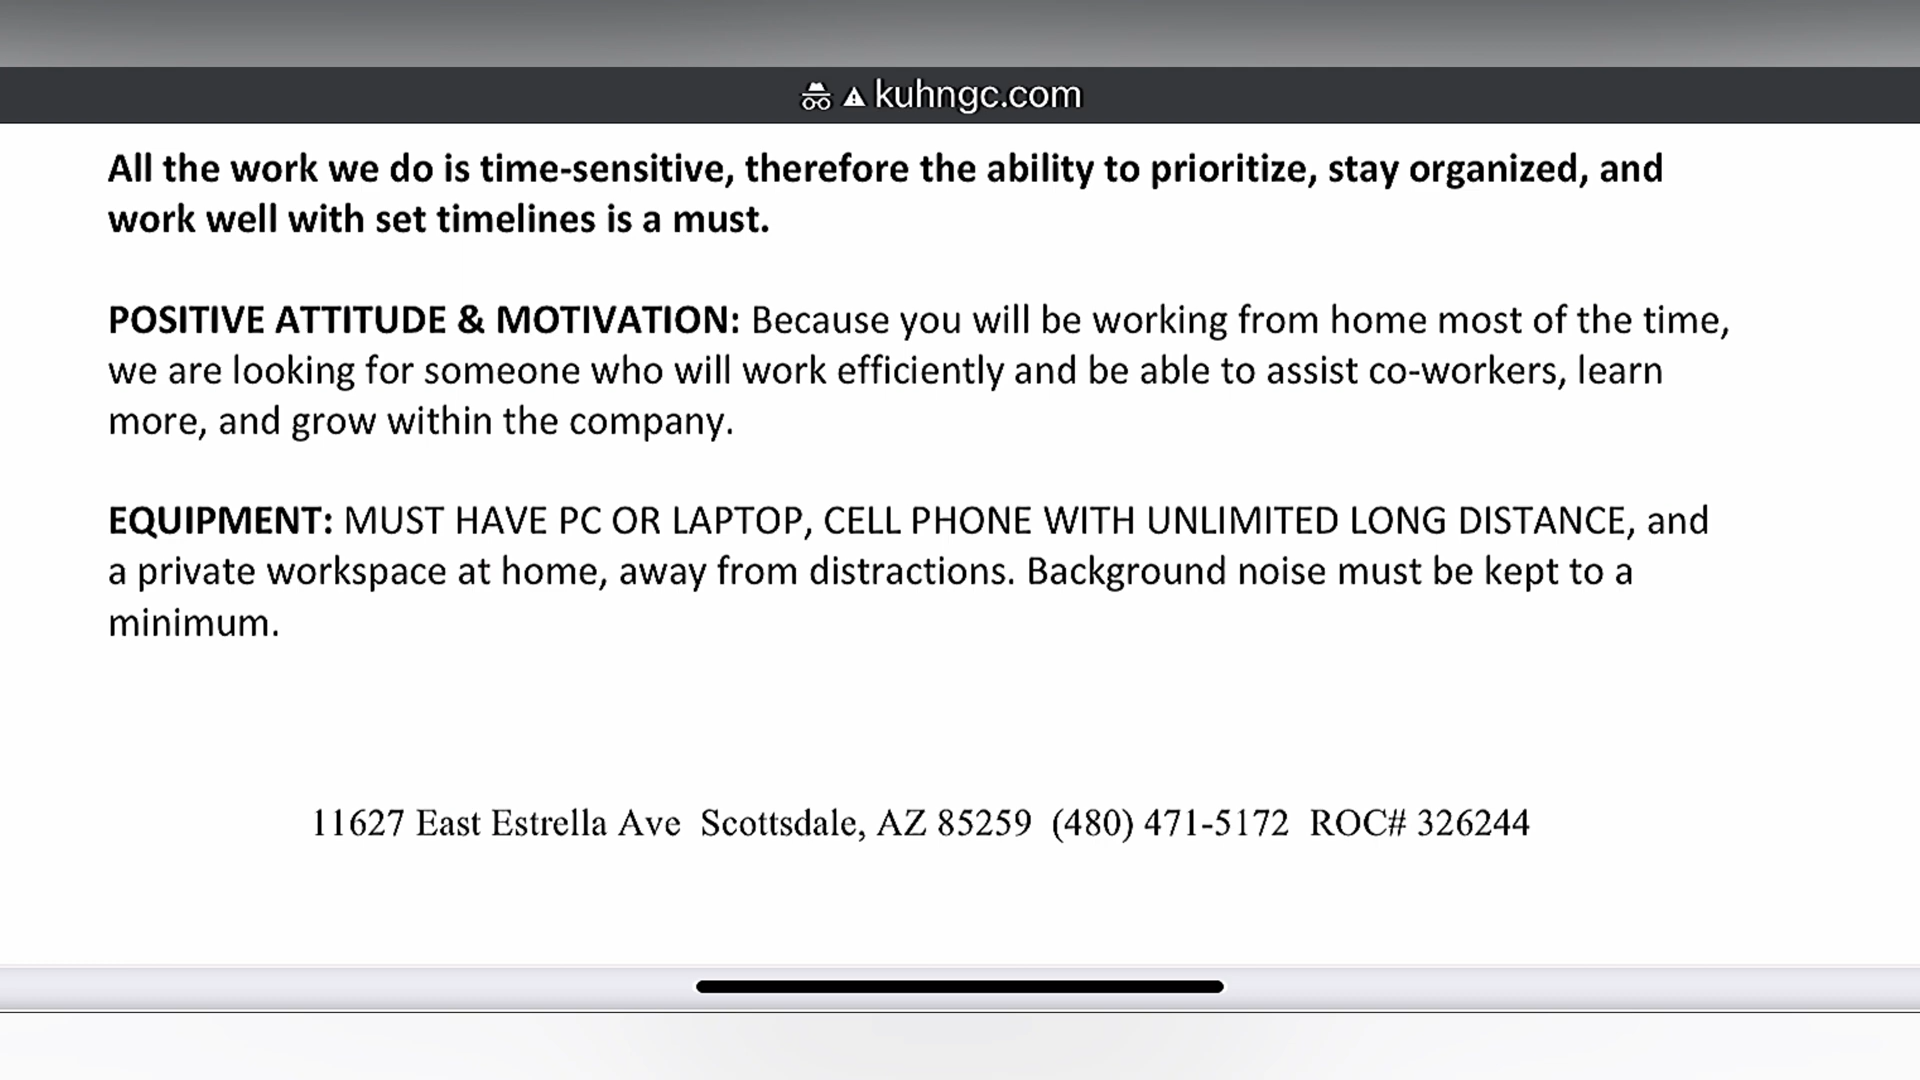 kuhngc.com
All the work we do is time-sensitive, therefore the ability to prioritize, stay organized, and
work well with set timelines is a must.
POSITIVE ATTITUDE & MOTIVATION: Because you will be working from home most of the time,
we are looking for someone who will work efficiently and be able to assist co-workers, learn
more, and grow within the company.
EQUIPMENT: MUST HAVE PC OR LAPTOP, CELL PHONE WITH UNLIMITED LONG DISTANCE, and
a private workspace at home, away from distractions. Background noise must be kept to a
minimum.
11627 East Estrella Ave  Scottsdale, AZ 85259  (480) 471-5172  ROC# 326244